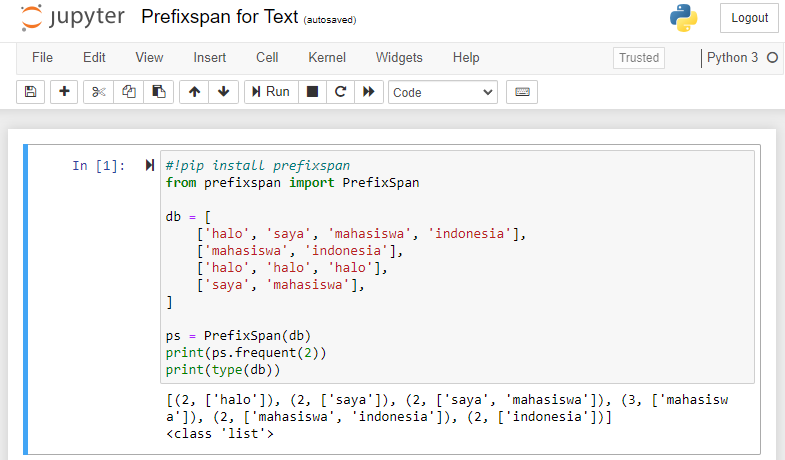 jupyter Prefixspan for Text (autosaved) Logout
File Edit View Insert Cell Kernel Widgets Help Trusted Python 3
Run Code
In [1]: #!pip install prefixspan
from prefixspan import PrefixSpan
db = [
['halo', 'saya', 'mahasiswa', 'indonesia'],
['mahasiswa', 'indonesia'],
['halo', 'halo', 'halo'],
['saya', 'mahasiswa'],
]
ps = PrefixSpan(db)
print(ps.frequent(2))
print(type(db))
[(2, ['halo']), (2, ['saya']), (2, ['saya', 'mahasiswa']), (3, ['mahasisw
a']), (2, ['mahasiswa', 'indonesia']), (2, ['indonesia'])]
<class 'list'>